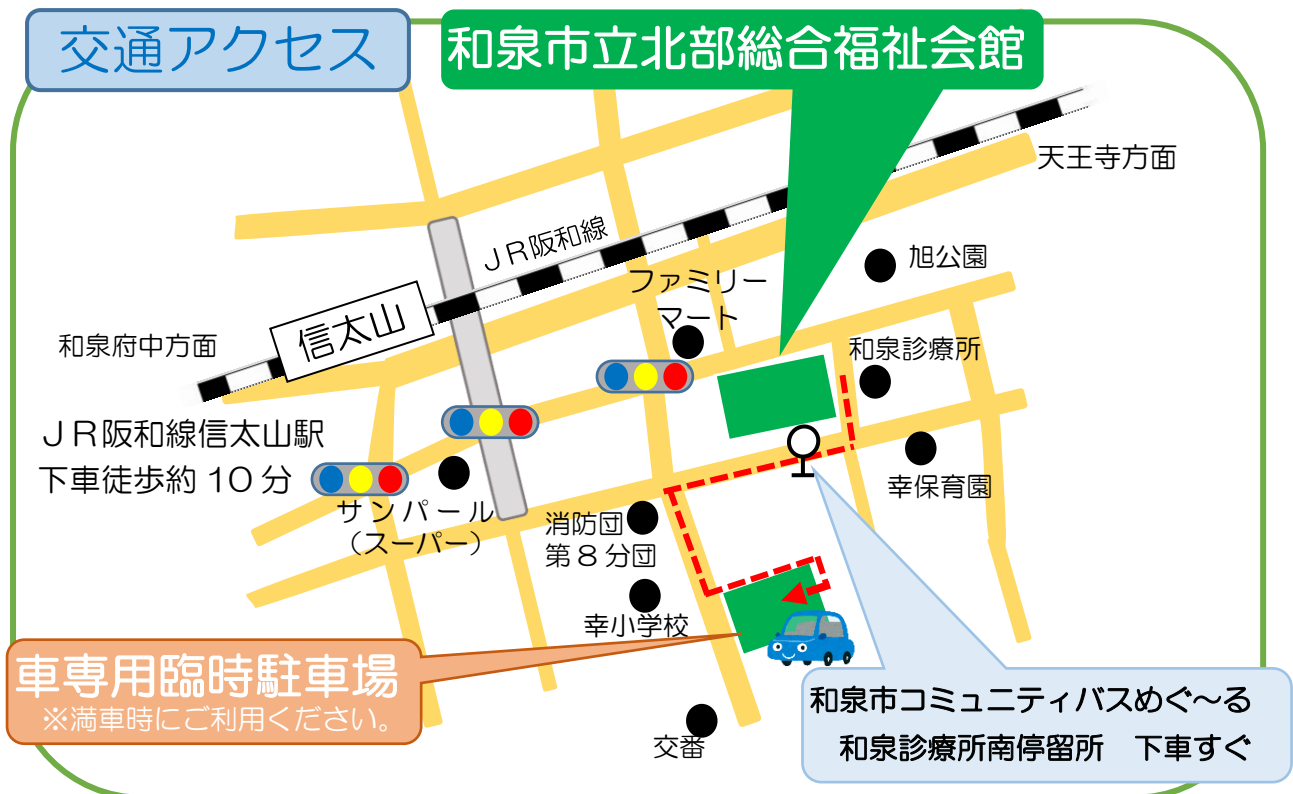 交通アクセス
和泉市立北部総合福祉会館
天王寺方面
JR阪和線
旭公園
ファミリー
マート
信太山
和泉府中方面
和泉診療所
JR阪和線信太山駅
下車徒歩約10分
サンパール
(スーパー)
幸保育園
消防団
第8分団
幸小学校
車専用臨時駐車場
※満車時にご利用ください。
和泉市コミュニティバスめぐ~る
和泉診療所南停留所 下車すぐ
交番